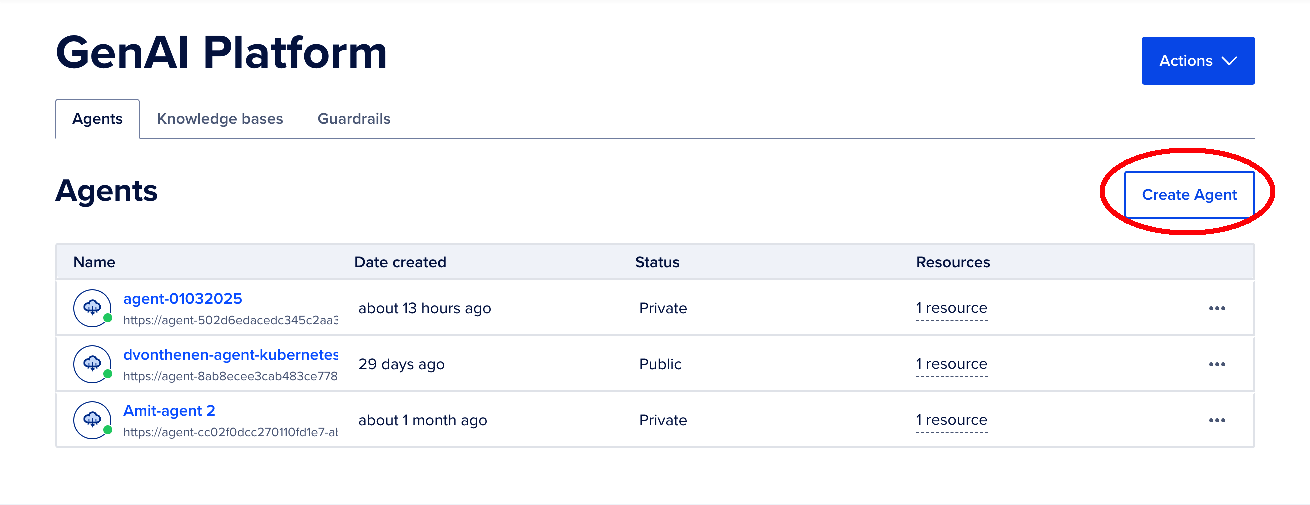 GenAI Platform
Actions
Agents Knowledge bases Guardrails
Agents
Create Agent
Name Date created Status Resources
agent-01032025
https://agent-502d6edacedc345c2aa3
about 13 hours ago Private 1 resource
dvonthenen-agent-kubernetes
https://agent-8ab8ecee3cab483ce778
29 days ago Public 1 resource
Amit-agent 2
https://agent-cc02f0dcc270110fd1e7-ab
about 1 month ago Private 1 resource